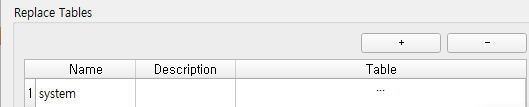 Replace Tables
+ -
Name Description Table
1 system ...